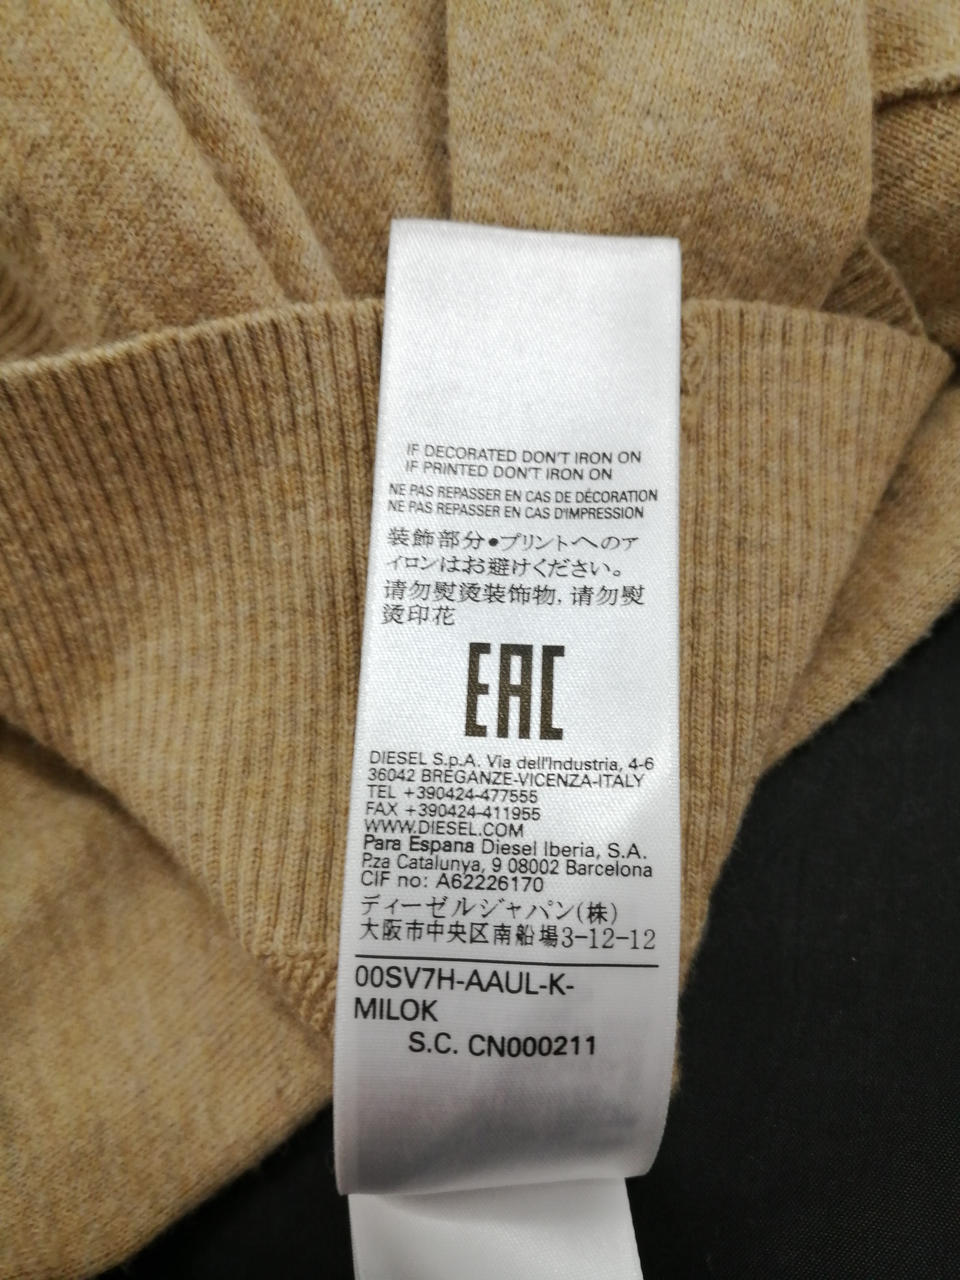 IF DECORATED DON'T IRON ON
IF PRINTED DON'T IRON ON
NE PAS REPASSER EN CAS DE DÉCORATION
NE PAS REPASSER EN CAS D'IMPRESSION
装飾部分●プリントへのア
イロンはお避けください。
请勿熨烫装饰物, 请勿熨
烫印花
EAC
DIESEL S.p.A. Via dell'Industria, 4-6
36042 BREGANZE-VICENZA-ITALY
TEL +390424-477555
FAX +390424-411955
WWW.DIESEL.COM
Para Espana Diesel Iberia, S.A.
P.za Catalunya, 9 08002 Barcelona
CIF no: A62226170
ディーゼルジャパン(株)
大阪市中央区南船場3-12-12
00SV7H-AAUL-K-
MILOK
S.C. CN000211